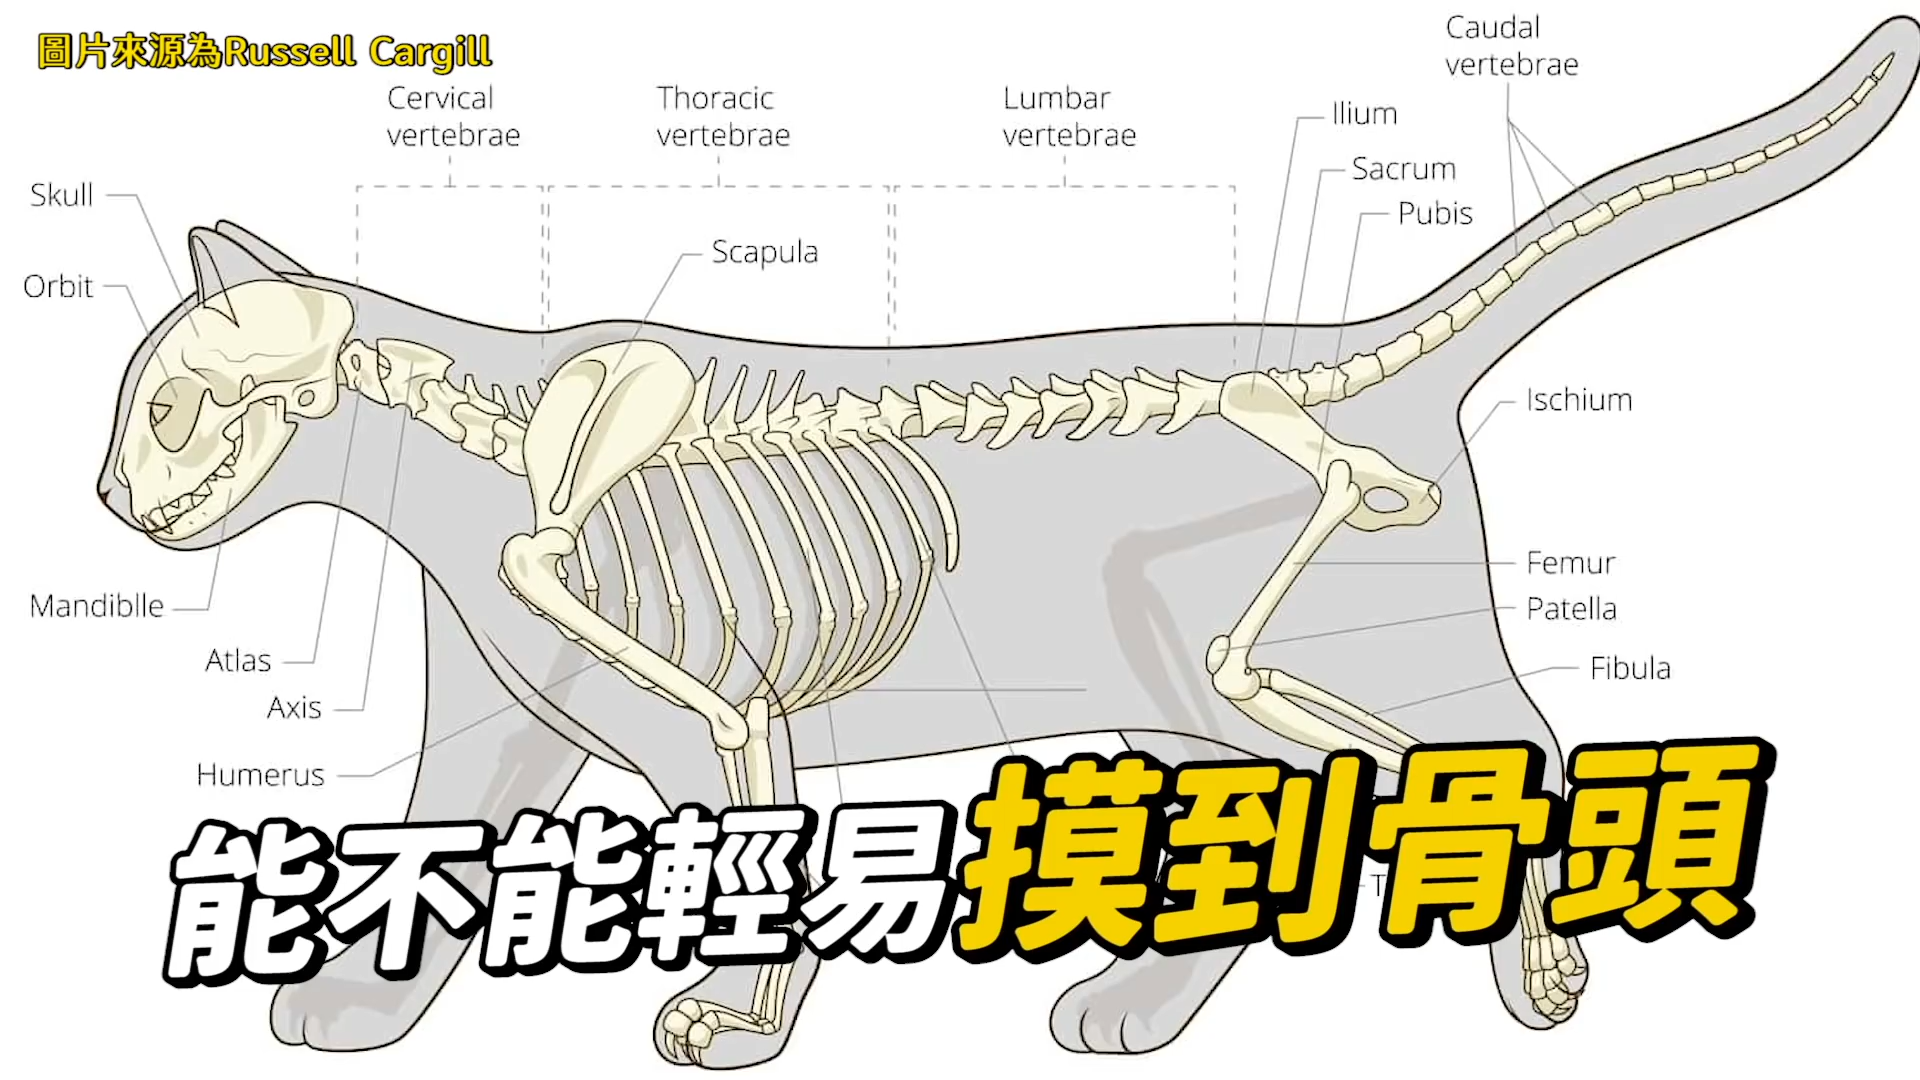 圖片來源為Russell Cargill
Caudal
vertebrae
Cervical
vertebrae
Thoracic
vertebrae
Lumbar
vertebrae
Ilium
Sacrum
Pubis
Skull
Scapula
Orbit
Ischium
Femur
Mandiblle
Patella
Atlas
Fibula
Axis
Humerus
能不能輕易摸到骨頭